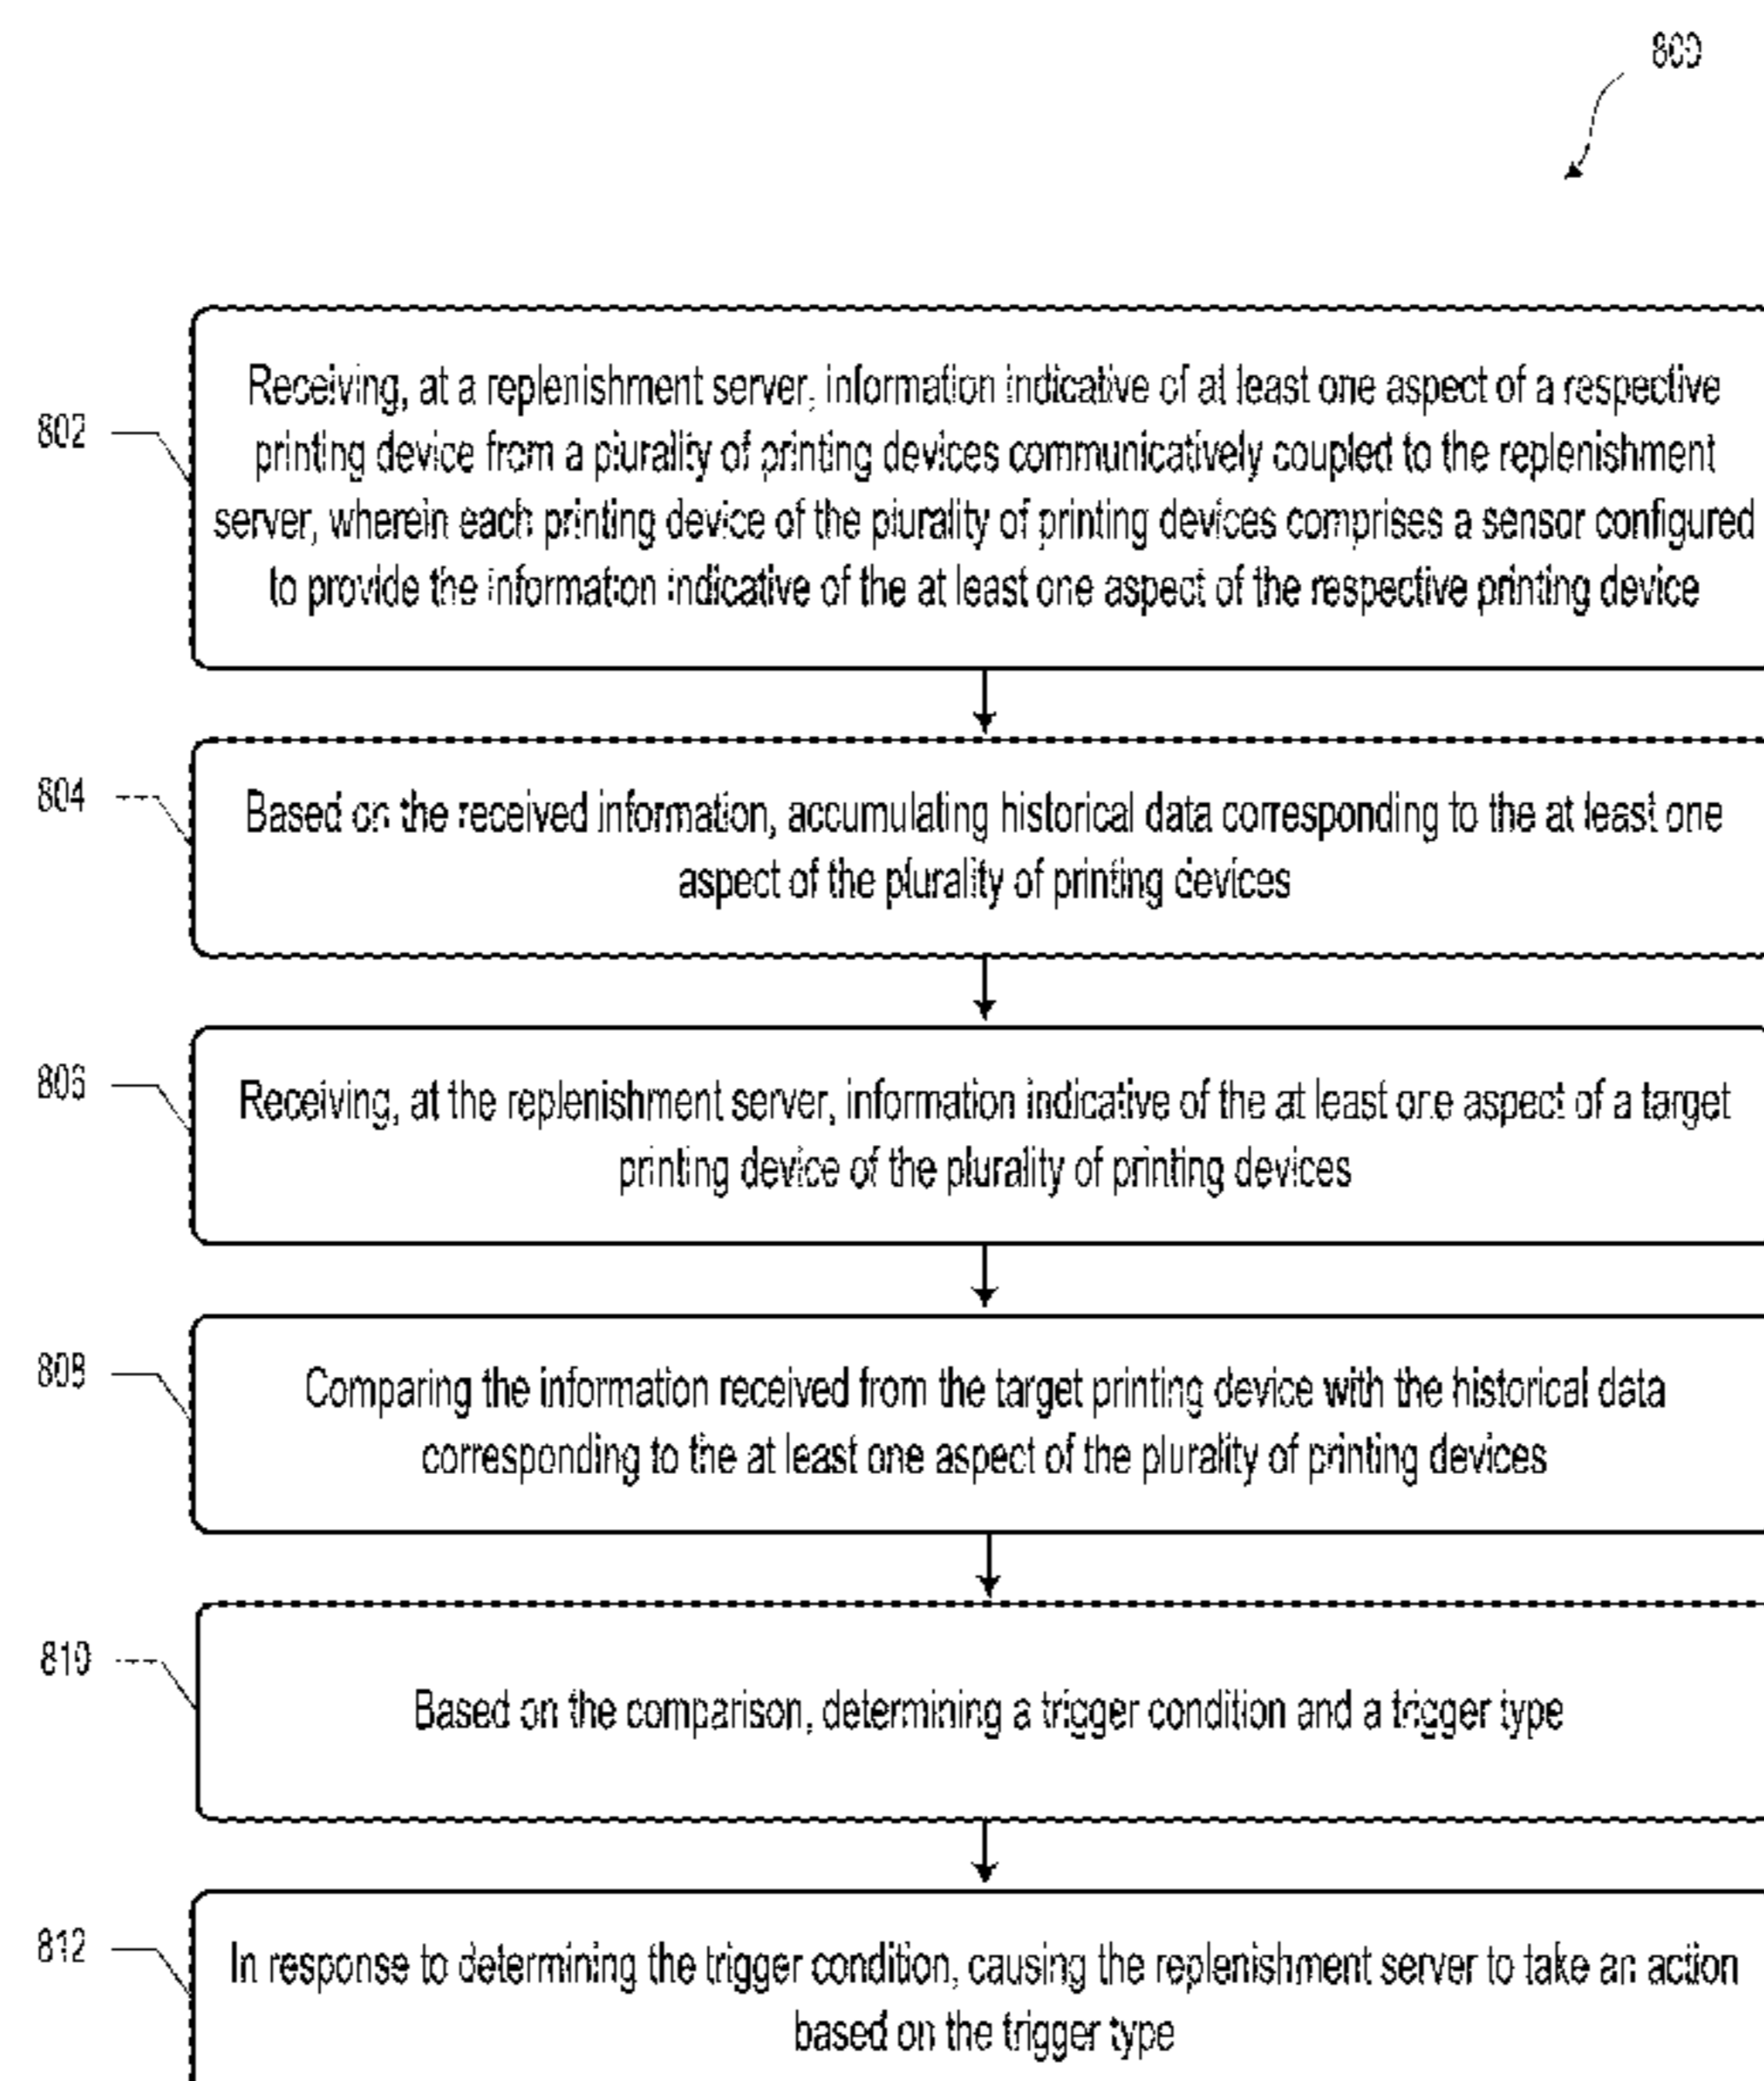 800
802
Receiving, at a replenishment server, information indicative of at least one aspect of a respective
printing device from a plurality of printing devices communicatively coupled to the replenishment
server, wherein each printing device of the plurality of printing devices comprises a sensor configured
to provide the information indicative of the at least one aspect of the respective printing device
804
Based on the received information, accumulating historical data corresponding to the at least one
aspect of the plurality of printing devices
806
Receiving, at the replenishment server, information indicative of the at least one aspect of a target
printing device of the plurality of printing devices
808
Comparing the information received from the target printing device with the historical data
corresponding to the at least one aspect of the plurality of printing devices
810
Based on the comparison, determining a trigger condition and a trigger type
812
In response to determining the trigger condition, causing the replenishment server to take an action
based on the trigger type